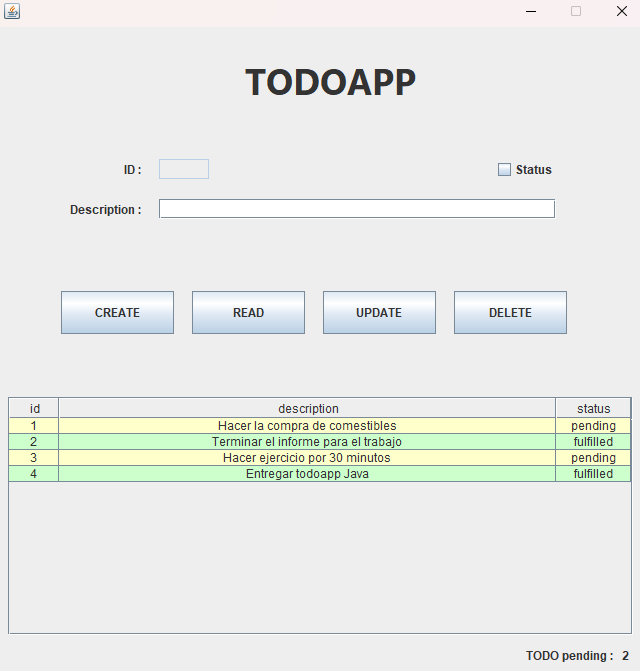 TODOAPP
ID :
Status
Description :
CREATE READ UPDATE DELETE
id description status
1 Hacer la compra de comestibles pending
2 Terminar el informe para el trabajo fulfilled
3 Hacer ejercicio por 30 minutos pending
4 Entregar todoapp Java fulfilled
TODO pending : 2